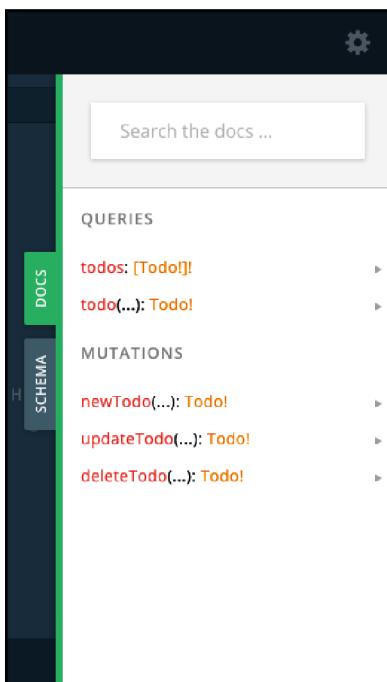 Search the docs ...
QUERIES
todos: [Todo!]!
todo(...): Todo!
MUTATIONS
newTodo(...): Todo!
updateTodo(...): Todo!
deleteTodo(...): Todo!
DOCS
SCHEMA
H